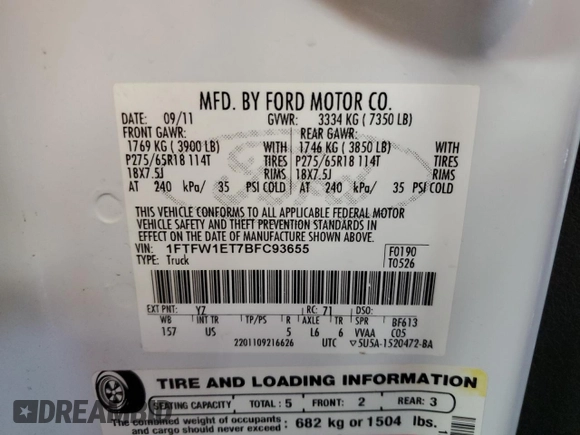 MFD. BY FORD MOTOR CO.
DATE: 09/11 GVWR: 3334 KG ( 7350 LB)
FRONT GAWR: REAR GAWR:
1769 KG ( 3900 LB) WITH 1746 KG ( 3850 LB) WITH
P275/65R18 114T TIRES P275/65R18 114T TIRES
18X7.5J RIMS 18X7.5J RIMS
AT 240 kPa/ 35 PSI COLD AT 240 kPa/ 35 PSI COLD
THIS VEHICLE CONFORMS TO ALL APPLICABLE FEDERAL MOTOR
VEHICLE SAFETY AND THEFT PREVENTION STANDARDS IN
EFFECT ON THE DATE OF MANUFACTURE SHOWN ABOVE.
VIN: 1FTFW1ET7BFC93655 F0190
TYPE: Truck T0526
EXT PNT: YZ RC: 71 DSO:
WB INT TR TP/PS R AXLE TR SPR BF613
157 US 5 L6 6 VVAA C05
2201109216626 UTC 5U5A-1520472-BA
TIRE AND LOADING INFORMATION
SEATING CAPACITY TOTAL: 5 FRONT: 2 REAR: 3
The combined weight of occupants
and cargo should never exceed 682 kg or 1504 lbs.